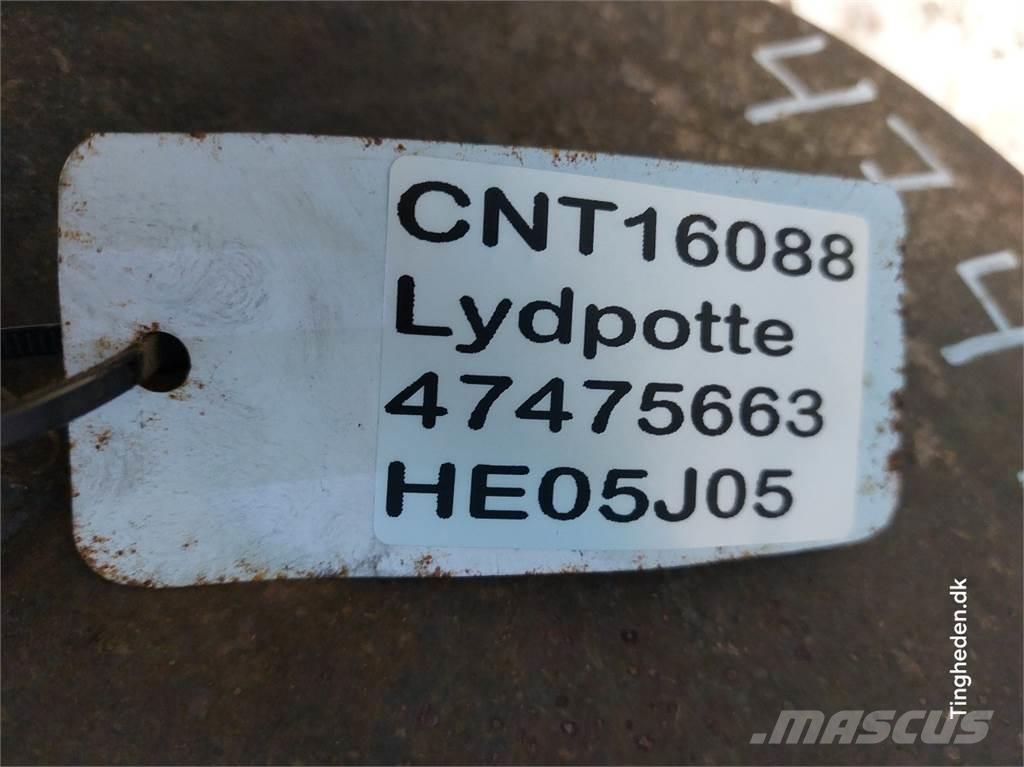 CNT16088
Lydpotte
47475663
HE05J05
Tingheden.dk
MASCUS